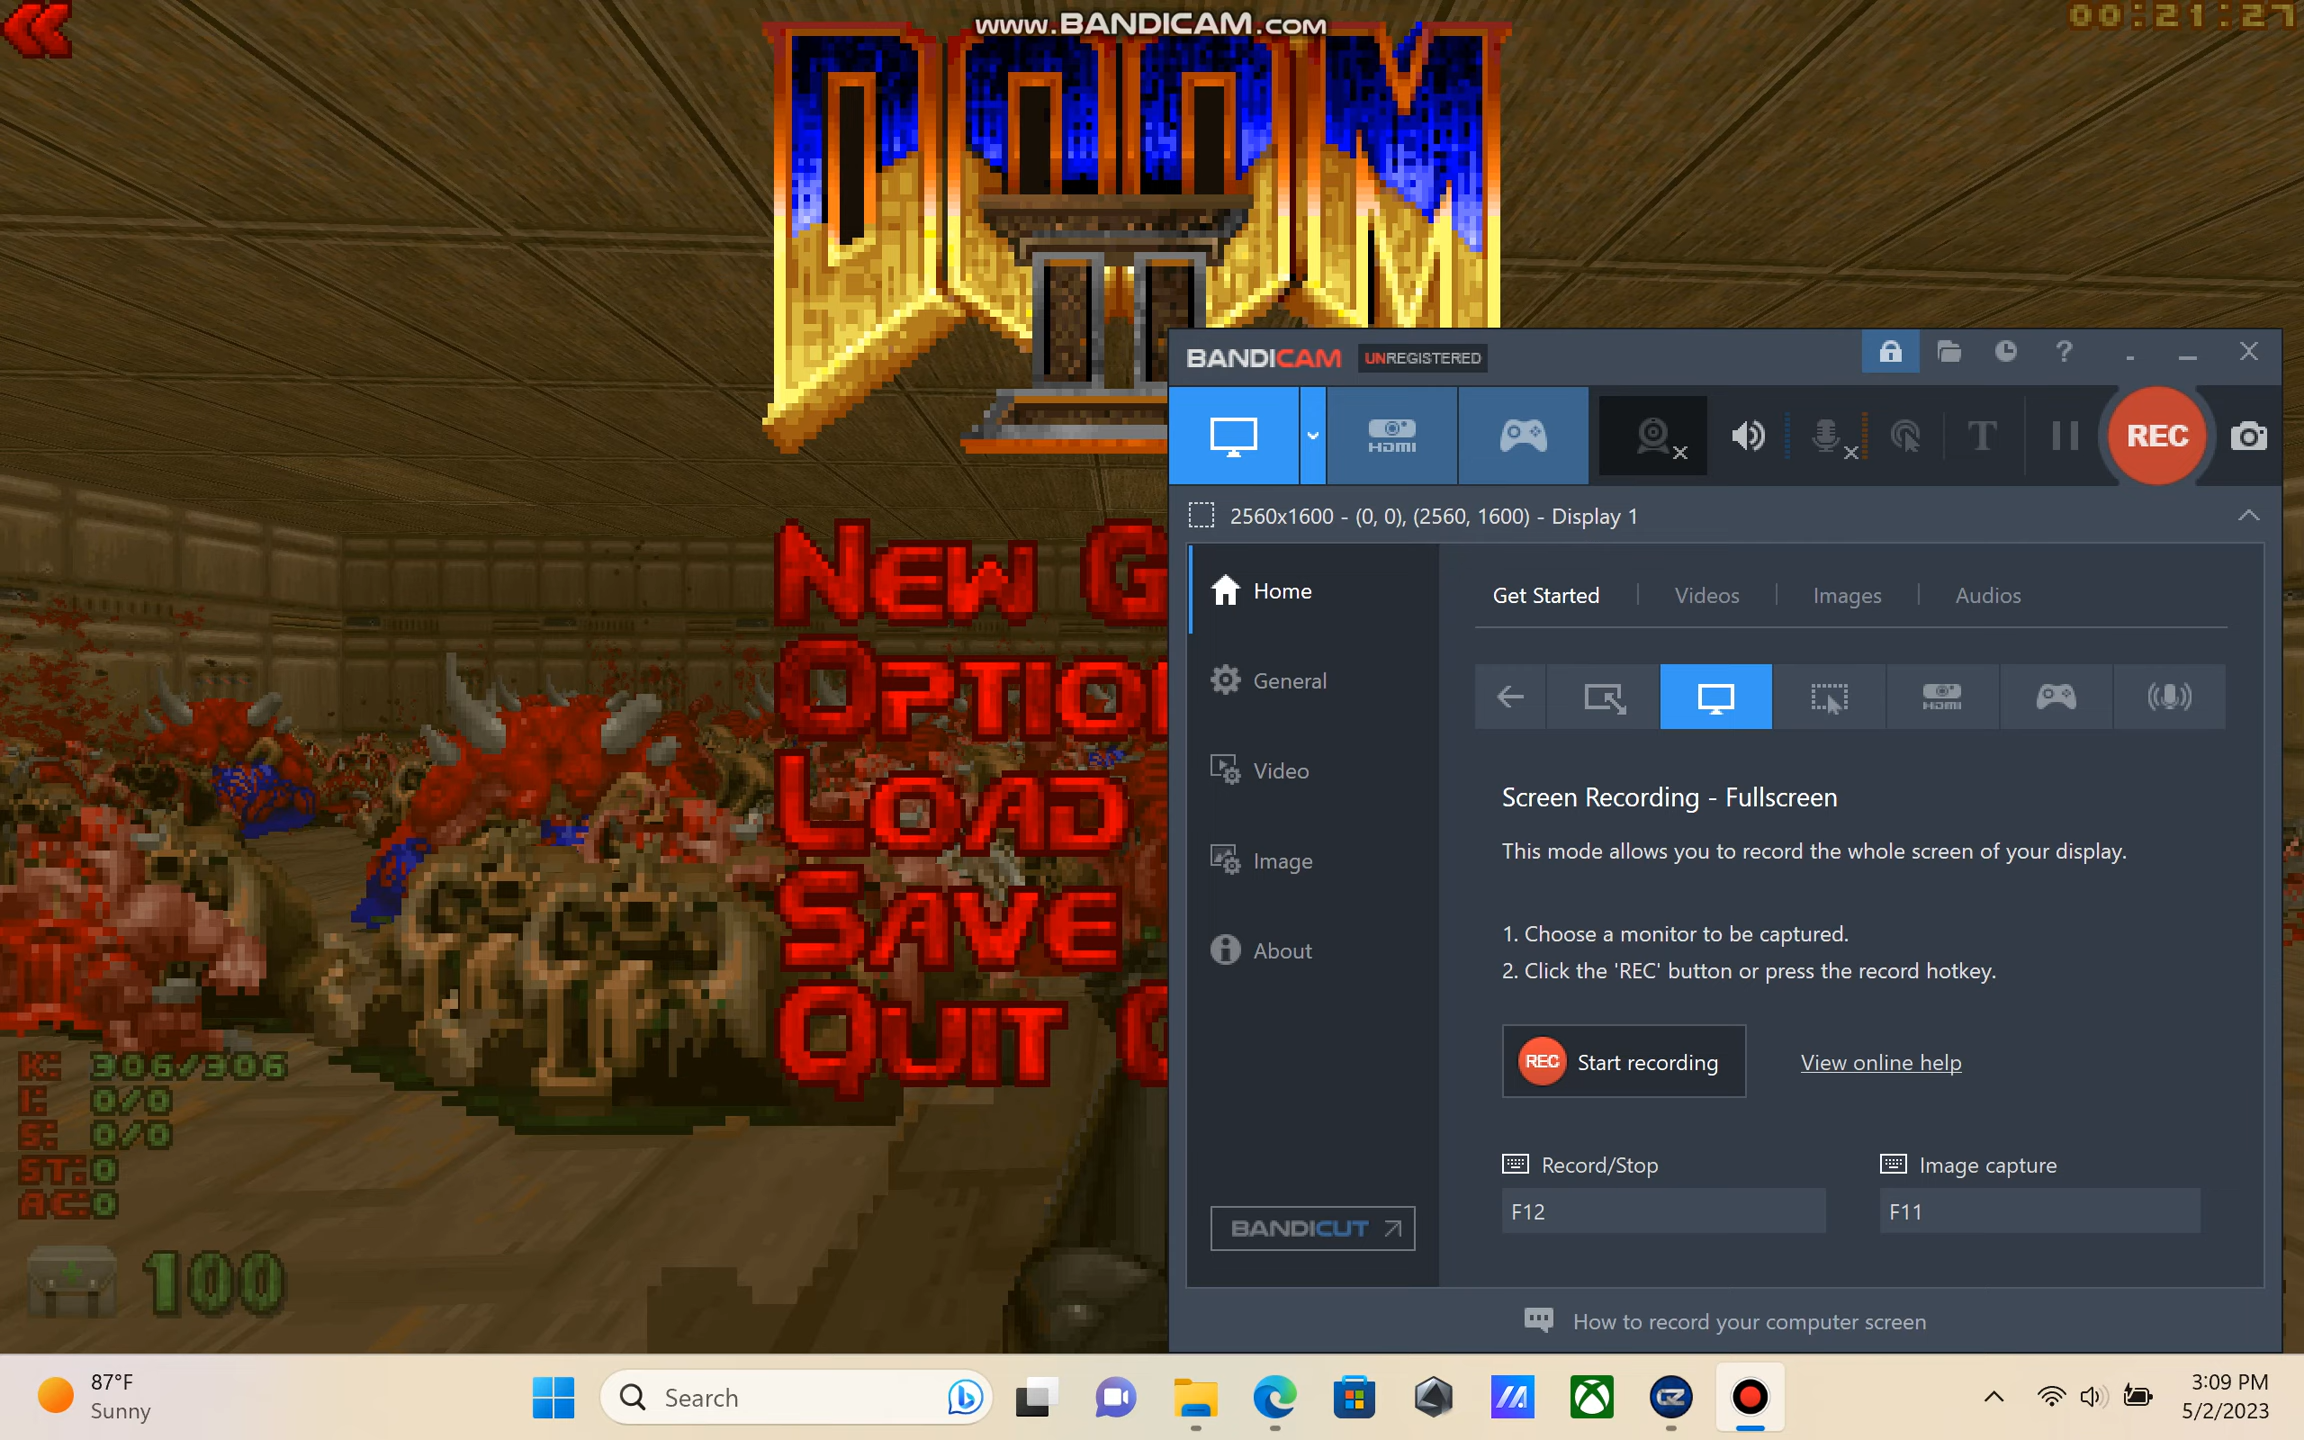 www.BANDICAM.com
00:21:27
DOOM
II
BANDICAM UNREGISTERED
HDMI
T
REC
2560x1600 - (0, 0), (2560, 1600) - Display 1
New G
Home
Get Started
Videos
Images
Audios
Option
General
HDMI
Load
Video
Screen Recording - Fullscreen
Image
This mode allows you to record the whole screen of your display.
Save
About
1. Choose a monitor to be captured.
2. Click the 'REC' button or press the record hotkey.
Quit G
REC Start recording
View online help
K: 306/306
I: 0/0
S: 0/0
ST:0
AC:0
Record/Stop
Image capture
F12
F11
BANDICUT
100
How to record your computer screen
87°F
Sunny
Search
3:09 PM
5/2/2023